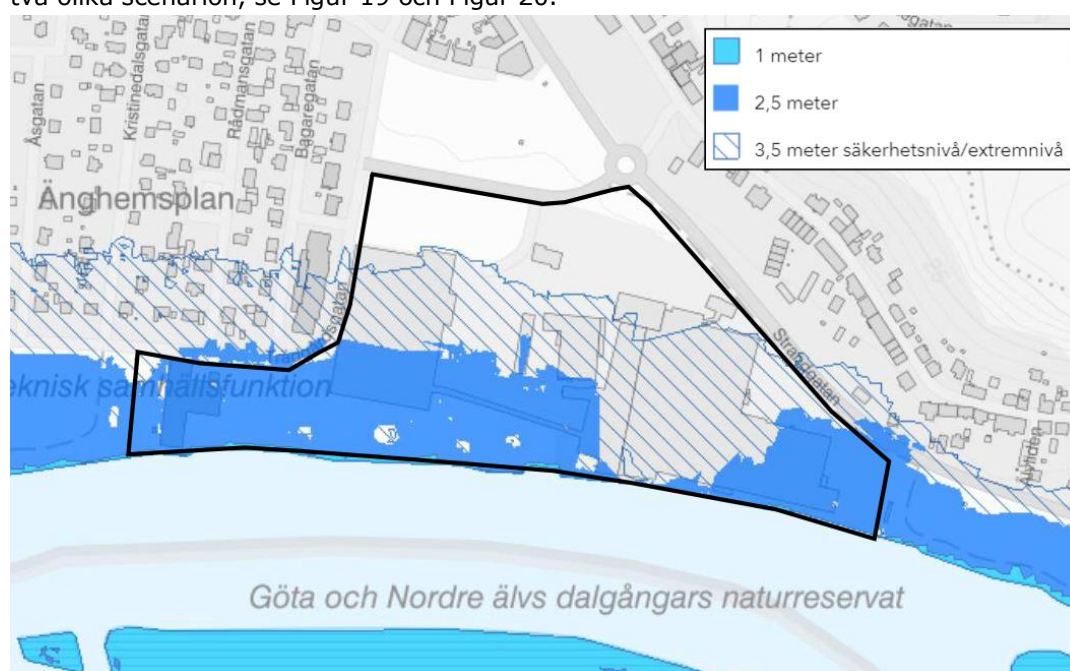 två olika scenarion, se Figur 19 och Figur 20.
1 meter
2,5 meter
3,5 meter säkerhetsnivå/extremnivå
Åsgatan
Kristinedalsgatan
Rådmansgatan
Bagaregatan
Änghemsplan
Strandgatan
eknisk samhällsfunktion
Älvliden
Göta och Nordre älvs dalgångars naturreservat